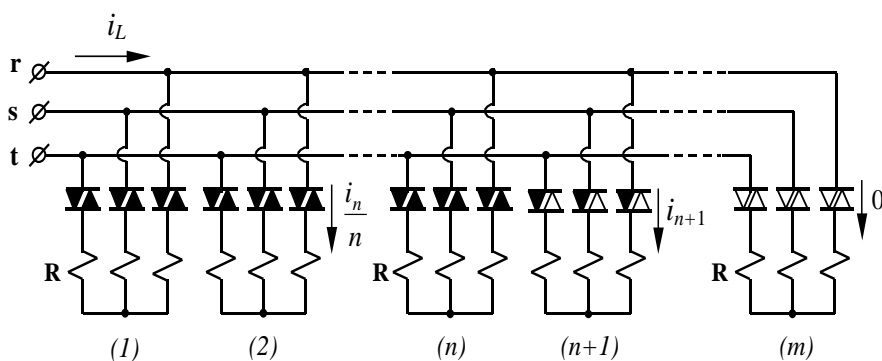 i_L
r
s
t
i_n
n
i_{n+1}
0
R
R
R
(1) (2) (n) (n+1) (m)